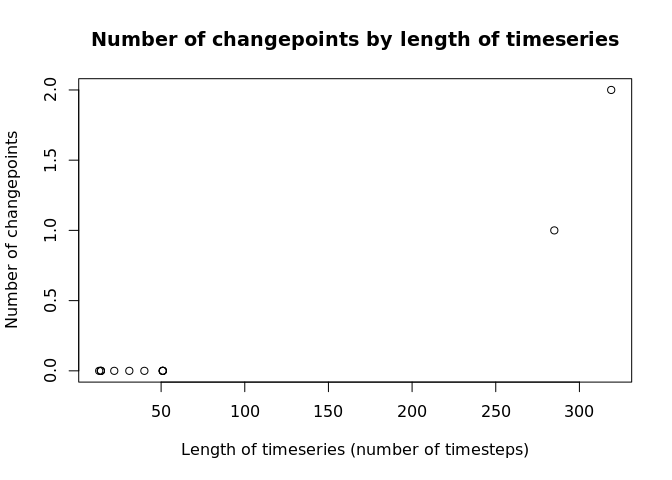 Number of changepoints by length of timeseries
Number of changepoints
2.0
1.5
1.0
0.5
0.0
50 100 150 200 250 300
Length of timeseries (number of timesteps)